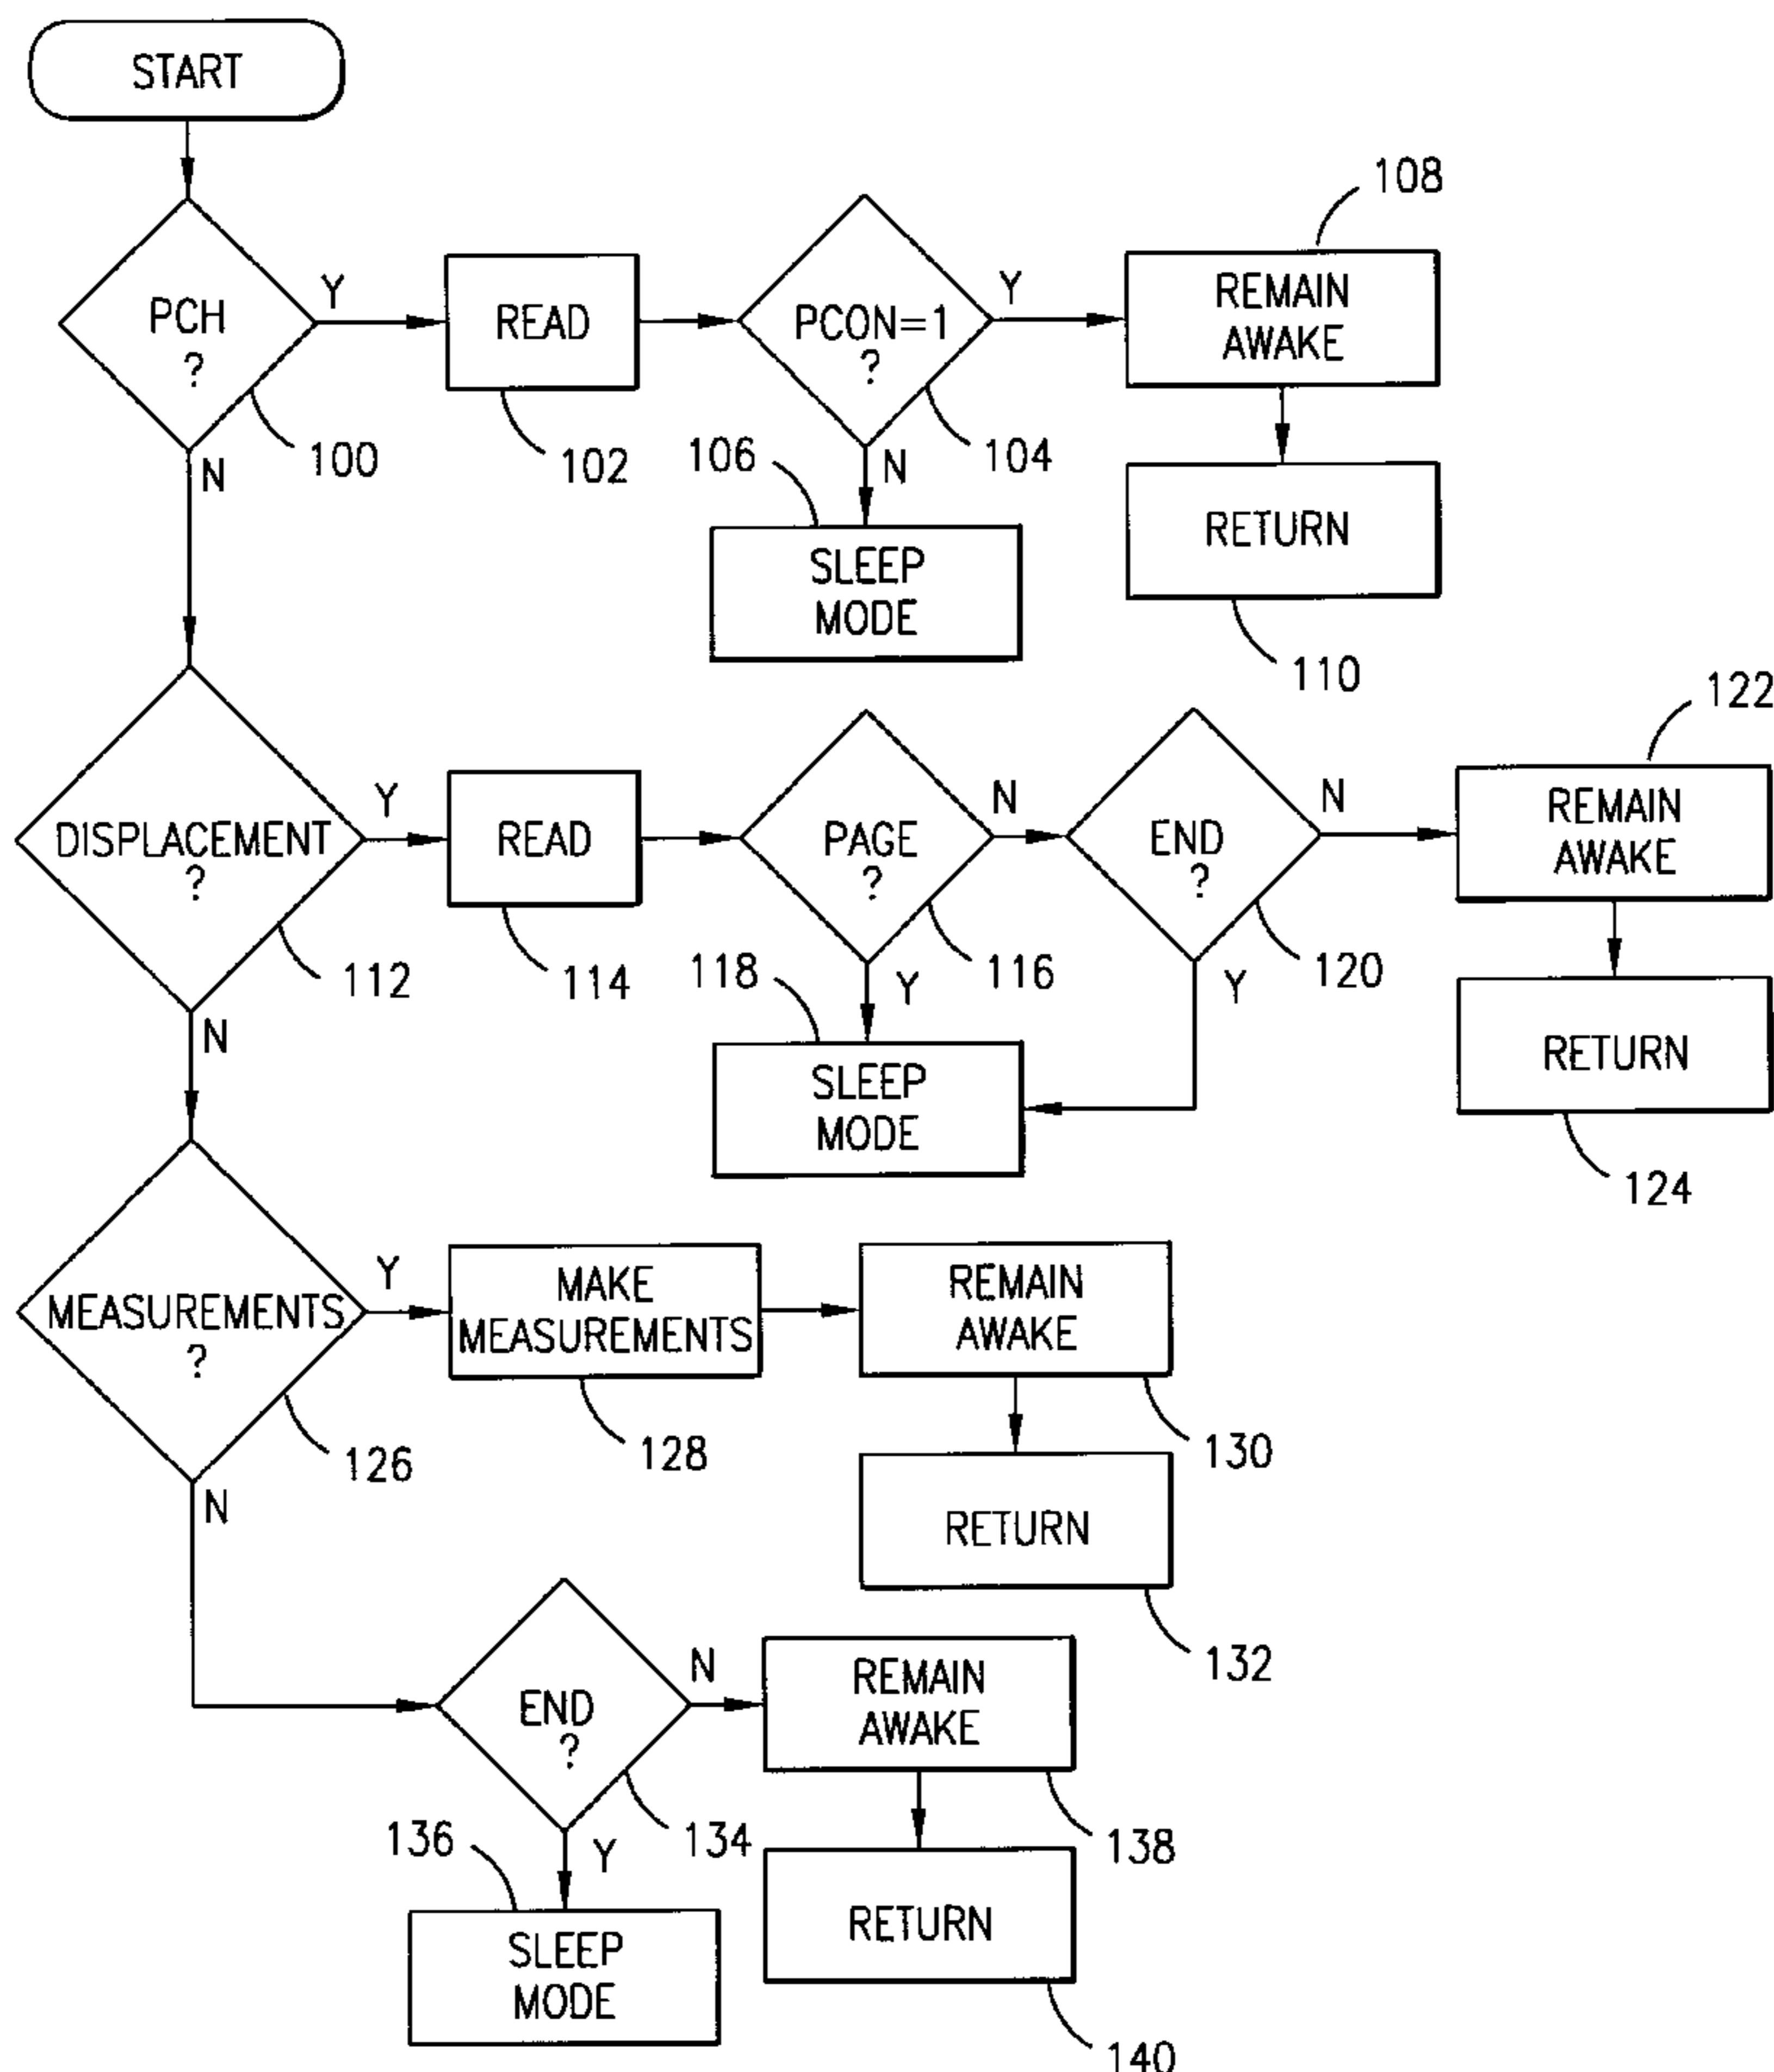 START
108
PCH
?
Y
READ
PCON=1
?
Y
REMAIN
AWAKE
100
N
102
106
104
N
SLEEP
MODE
RETURN
110
122
DISPLACEMENT
?
Y
READ
PAGE
?
N
END
?
N
REMAIN
AWAKE
112
N
114
118
116
Y
120
Y
SLEEP
MODE
RETURN
124
MEASUREMENTS
?
Y
MAKE
MEASUREMENTS
REMAIN
AWAKE
126
N
128
130
RETURN
132
END
?
N
REMAIN
AWAKE
136
134
Y
138
SLEEP
MODE
RETURN
140